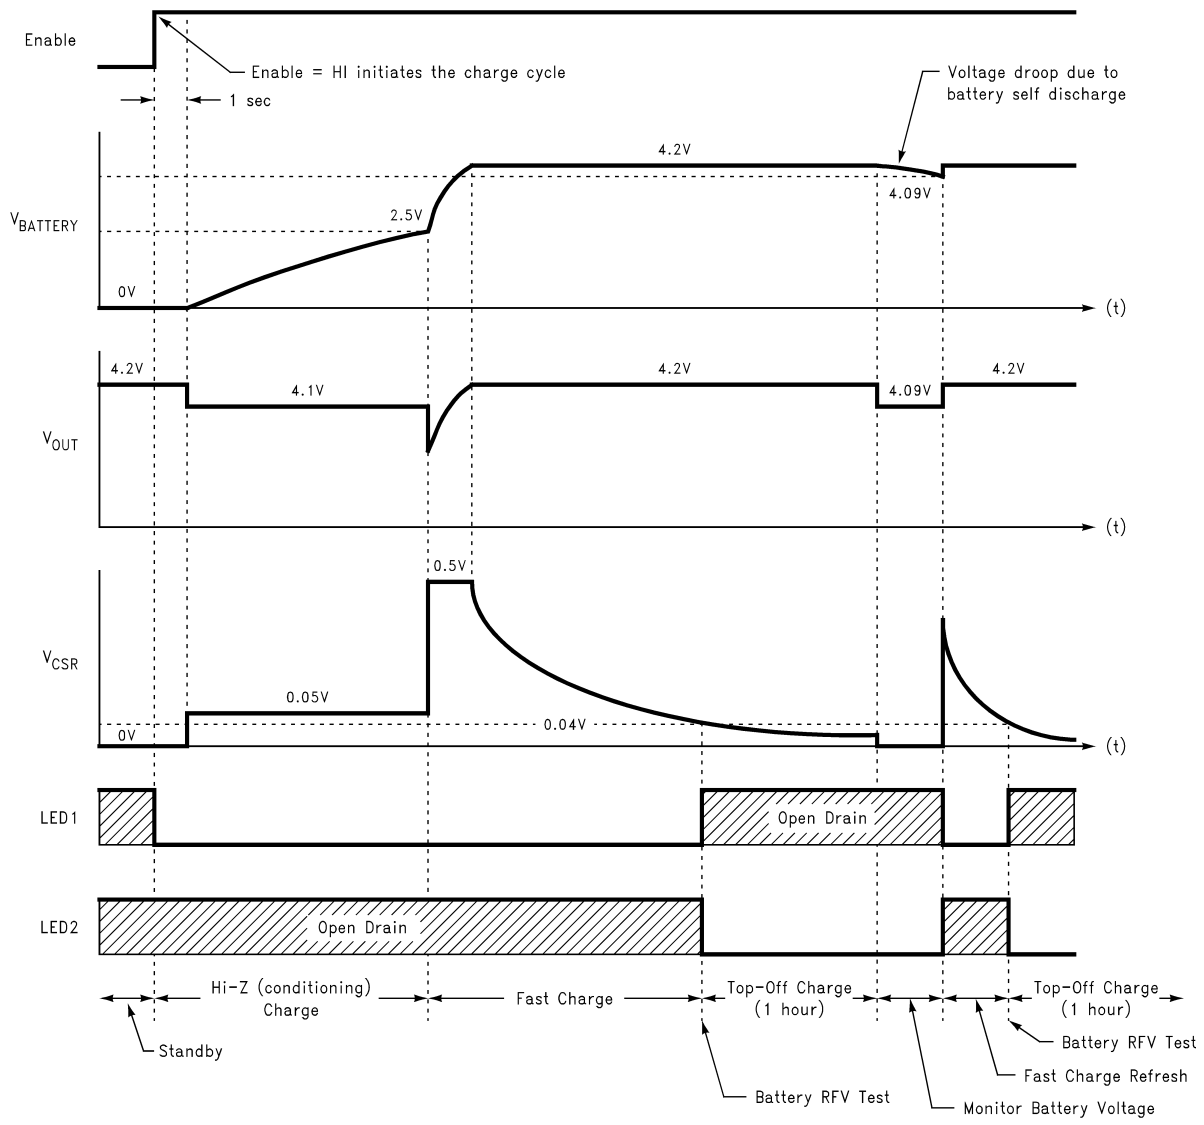 Enable
Enable = HI initiates the charge cycle
1 sec
Voltage droop due to
battery self discharge
4.2V
4.09V
2.5V
VBATTERY
0V
(t)
4.2V
4.1V
4.2V
4.09V
4.2V
VOUT
(t)
0.5V
VCSR
0.05V
0.04V
0V
(t)
LED1
Open Drain
LED2
Open Drain
Hi-Z (conditioning)
Charge
Fast Charge
Top-Off Charge
(1 hour)
Top-Off Charge
(1 hour)
Standby
Battery RFV Test
Battery RFV Test
Fast Charge Refresh
Monitor Battery Voltage